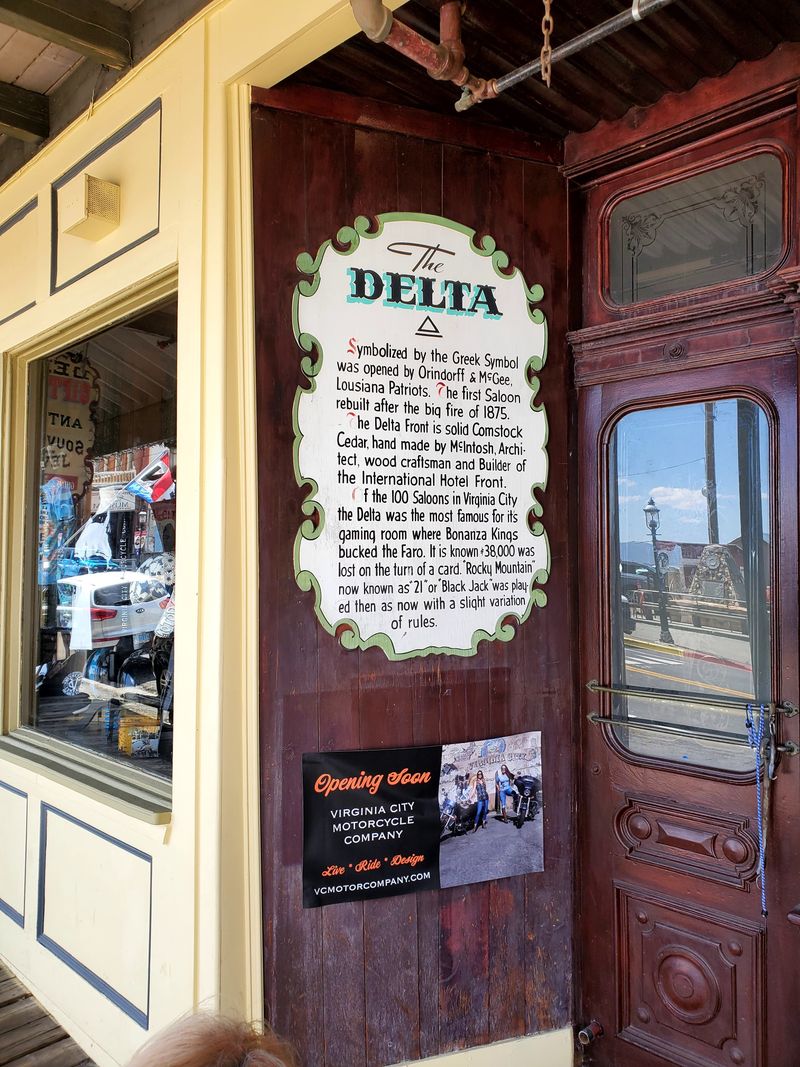 The
DELTA
Symbolized by the Greek Symbol
was opened by Orindorff & McGee,
Lousiana Patriots. The first Saloon
rebuilt after the big fire of 1875.
The Delta Front is solid Comstock
Cedar, hand made by McIntosh, Archi-
tect, wood craftsman and Builder of
the International Hotel Front.
Of the 100 Saloons in Virginia City
the Delta was the most famous for its
gaming room where Bonanza Kings
bucked the Faro. It is known $38,000 was
lost on the turn of a card. "Rocky Mountain"
now known as "21" or "Black Jack" was play-
ed then as now with a slight variation
of rules.
Opening Soon
VIRGINIA CITY
MOTORCYCLE
COMPANY
Live * Ride * Design
VCMOTORCOMPANY.COM